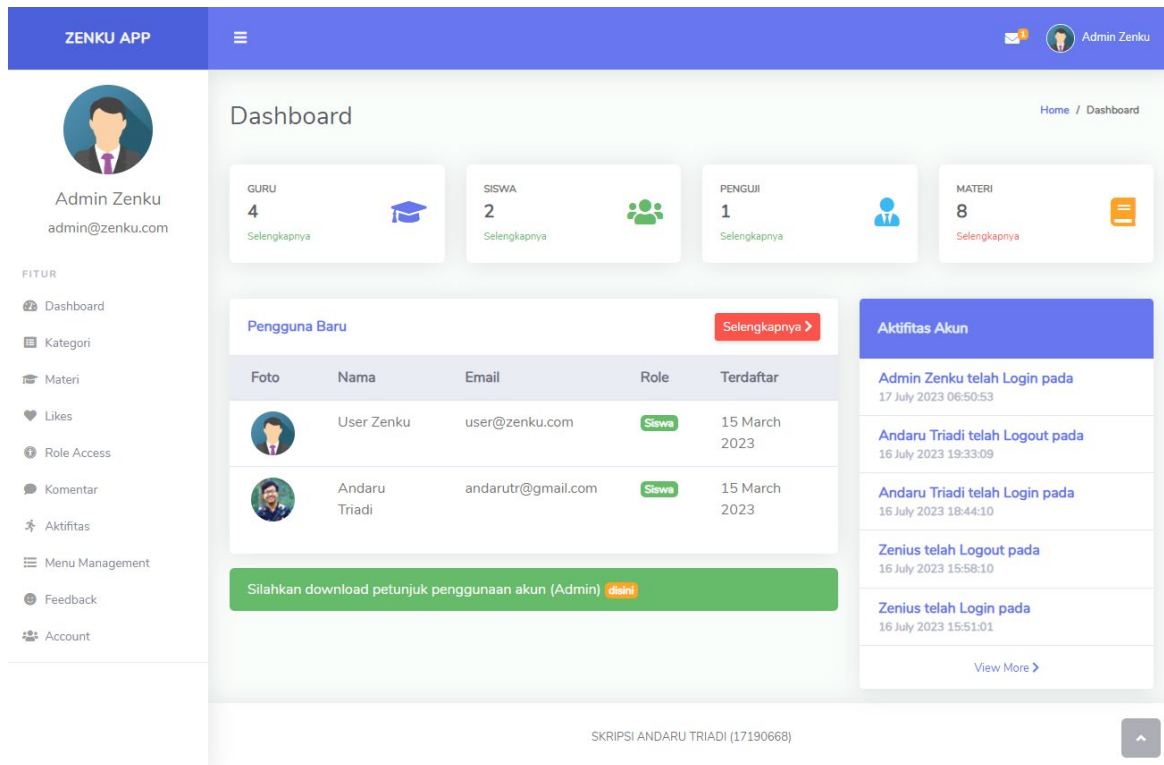 ZENKU APP
1
Admin Zenku
Admin Zenku
admin@zenku.com
FITUR
Dashboard
Kategori
Materi
Likes
Role Access
Komentar
Aktifitas
Menu Management
Feedback
Account
Dashboard
Home / Dashboard
GURU
4
Selengkapnya
SISWA
2
Selengkapnya
PENGUJI
1
Selengkapnya
MATERI
8
Selengkapnya
Pengguna Baru
Selengkapnya
Foto Nama Email Role Terdaftar
User Zenku user@zenku.com Siswa 15 March
2023
Andaru andarutr@gmail.com Siswa 15 March
Triadi 2023
Silahkan download petunjuk penggunaan akun (Admin) disini
Aktifitas Akun
Admin Zenku telah Login pada
17 July 2023 06:50:53
Andaru Triadi telah Logout pada
16 July 2023 19:33:09
Andaru Triadi telah Login pada
16 July 2023 18:44:10
Zenius telah Logout pada
16 July 2023 15:58:10
Zenius telah Login pada
16 July 2023 15:51:01
View More
SKRIPSI ANDARU TRIADI (17190668)